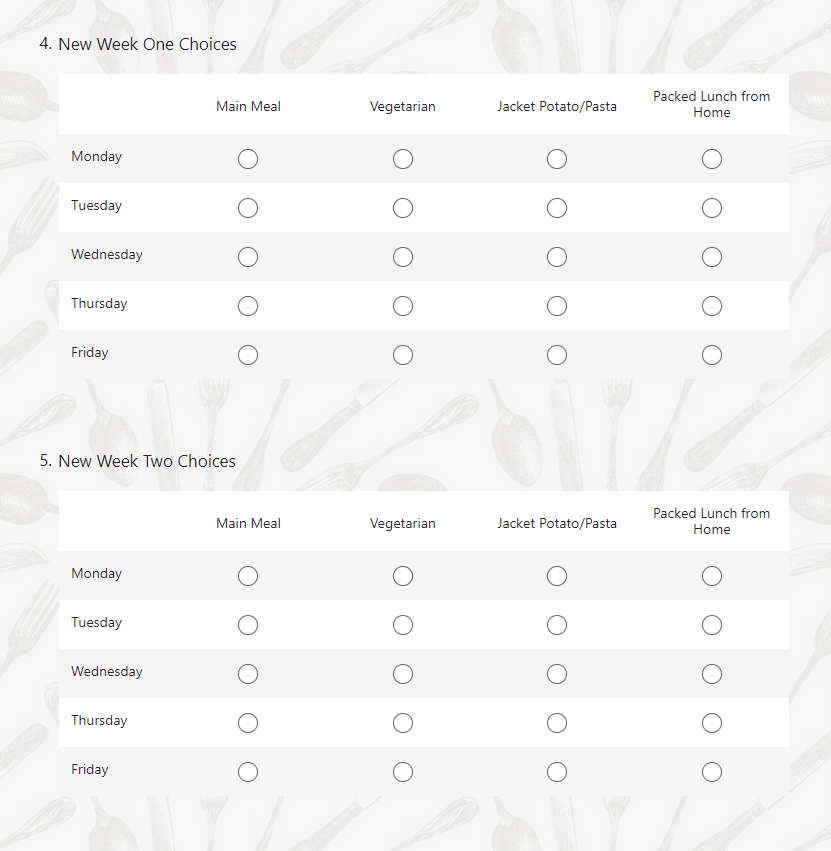 4. New Week One Choices
Main Meal Vegetarian Jacket Potato/Pasta Packed Lunch from
Home
Monday
Tuesday
Wednesday
Thursday
Friday
5. New Week Two Choices
Main Meal Vegetarian Jacket Potato/Pasta Packed Lunch from
Home
Monday
Tuesday
Wednesday
Thursday
Friday